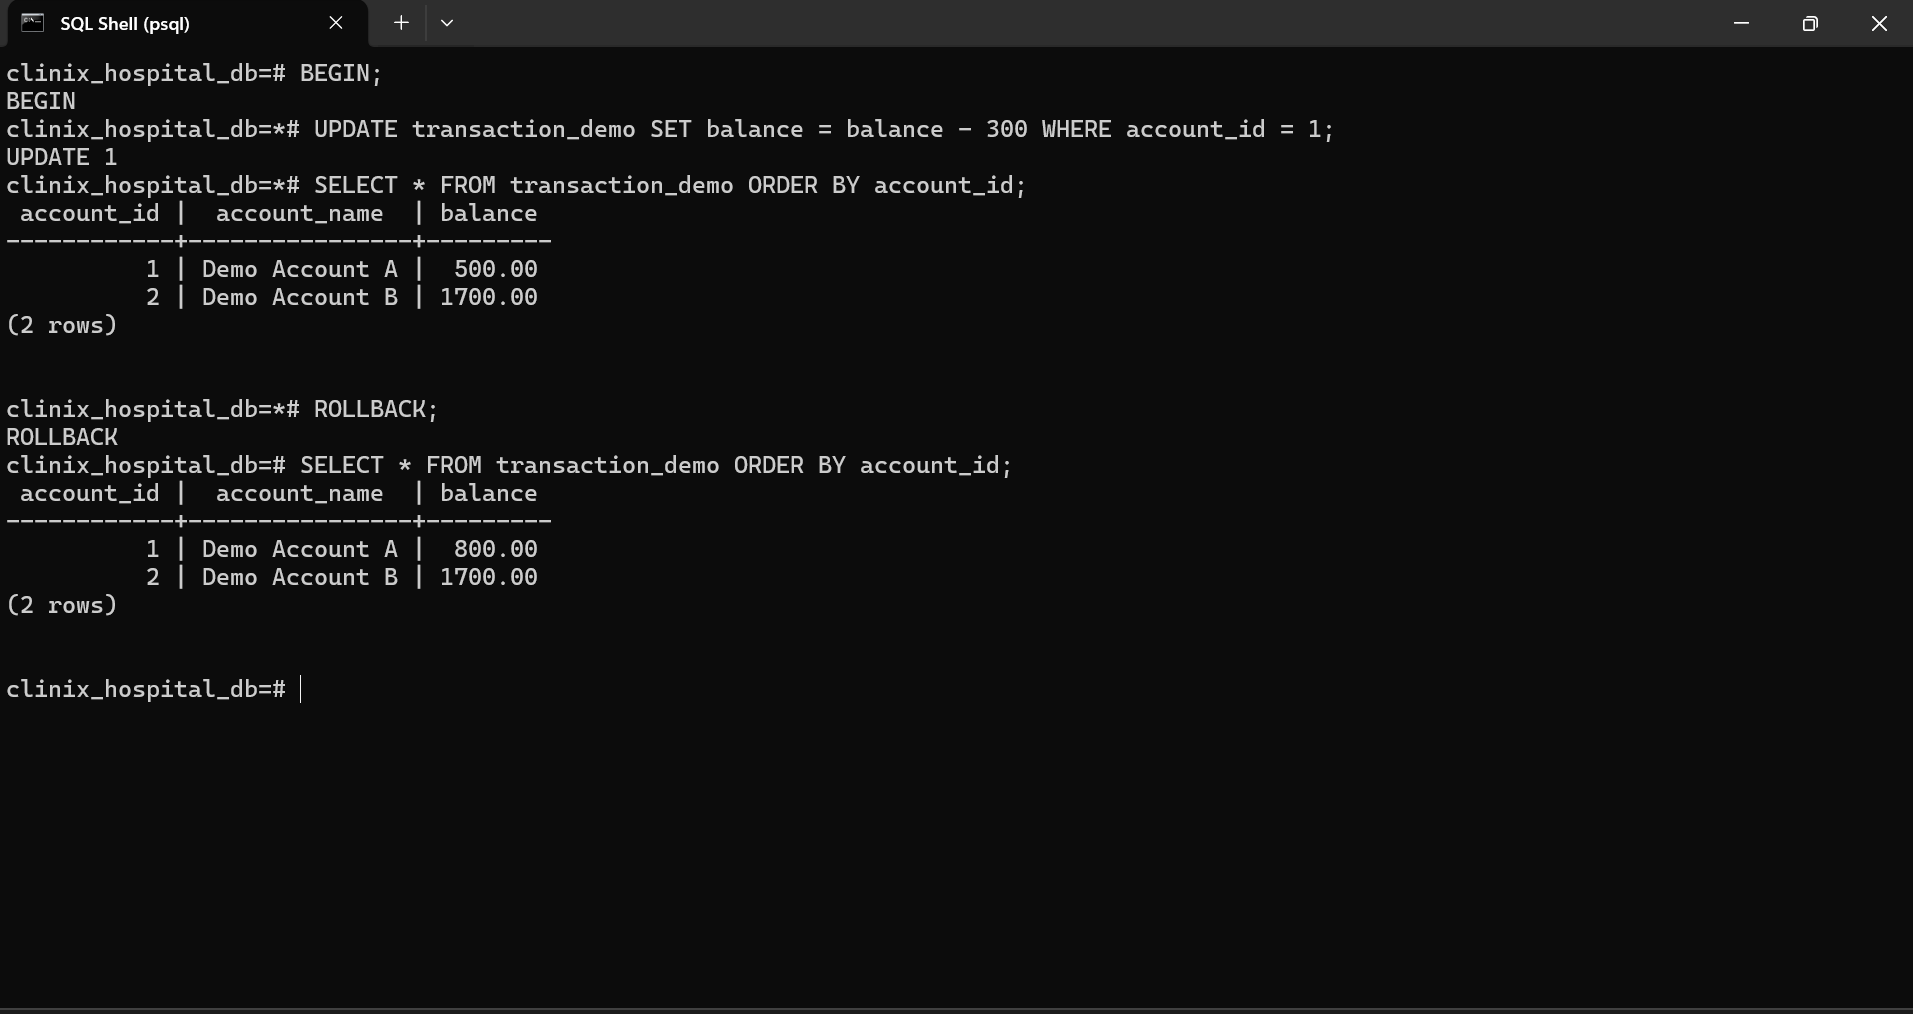 SQL Shell (psql)
clinix_hospital_db=# BEGIN;
BEGIN
clinix_hospital_db=*# UPDATE transaction_demo SET balance = balance - 300 WHERE account_id = 1;
UPDATE 1
clinix_hospital_db=*# SELECT * FROM transaction_demo ORDER BY account_id;
 account_id |  account_name  | balance
------------+----------------+---------
          1 | Demo Account A |  500.00
          2 | Demo Account B | 1700.00
(2 rows)
clinix_hospital_db=*# ROLLBACK;
ROLLBACK
clinix_hospital_db=# SELECT * FROM transaction_demo ORDER BY account_id;
 account_id |  account_name  | balance
------------+----------------+---------
          1 | Demo Account A |  800.00
          2 | Demo Account B | 1700.00
(2 rows)
clinix_hospital_db=#